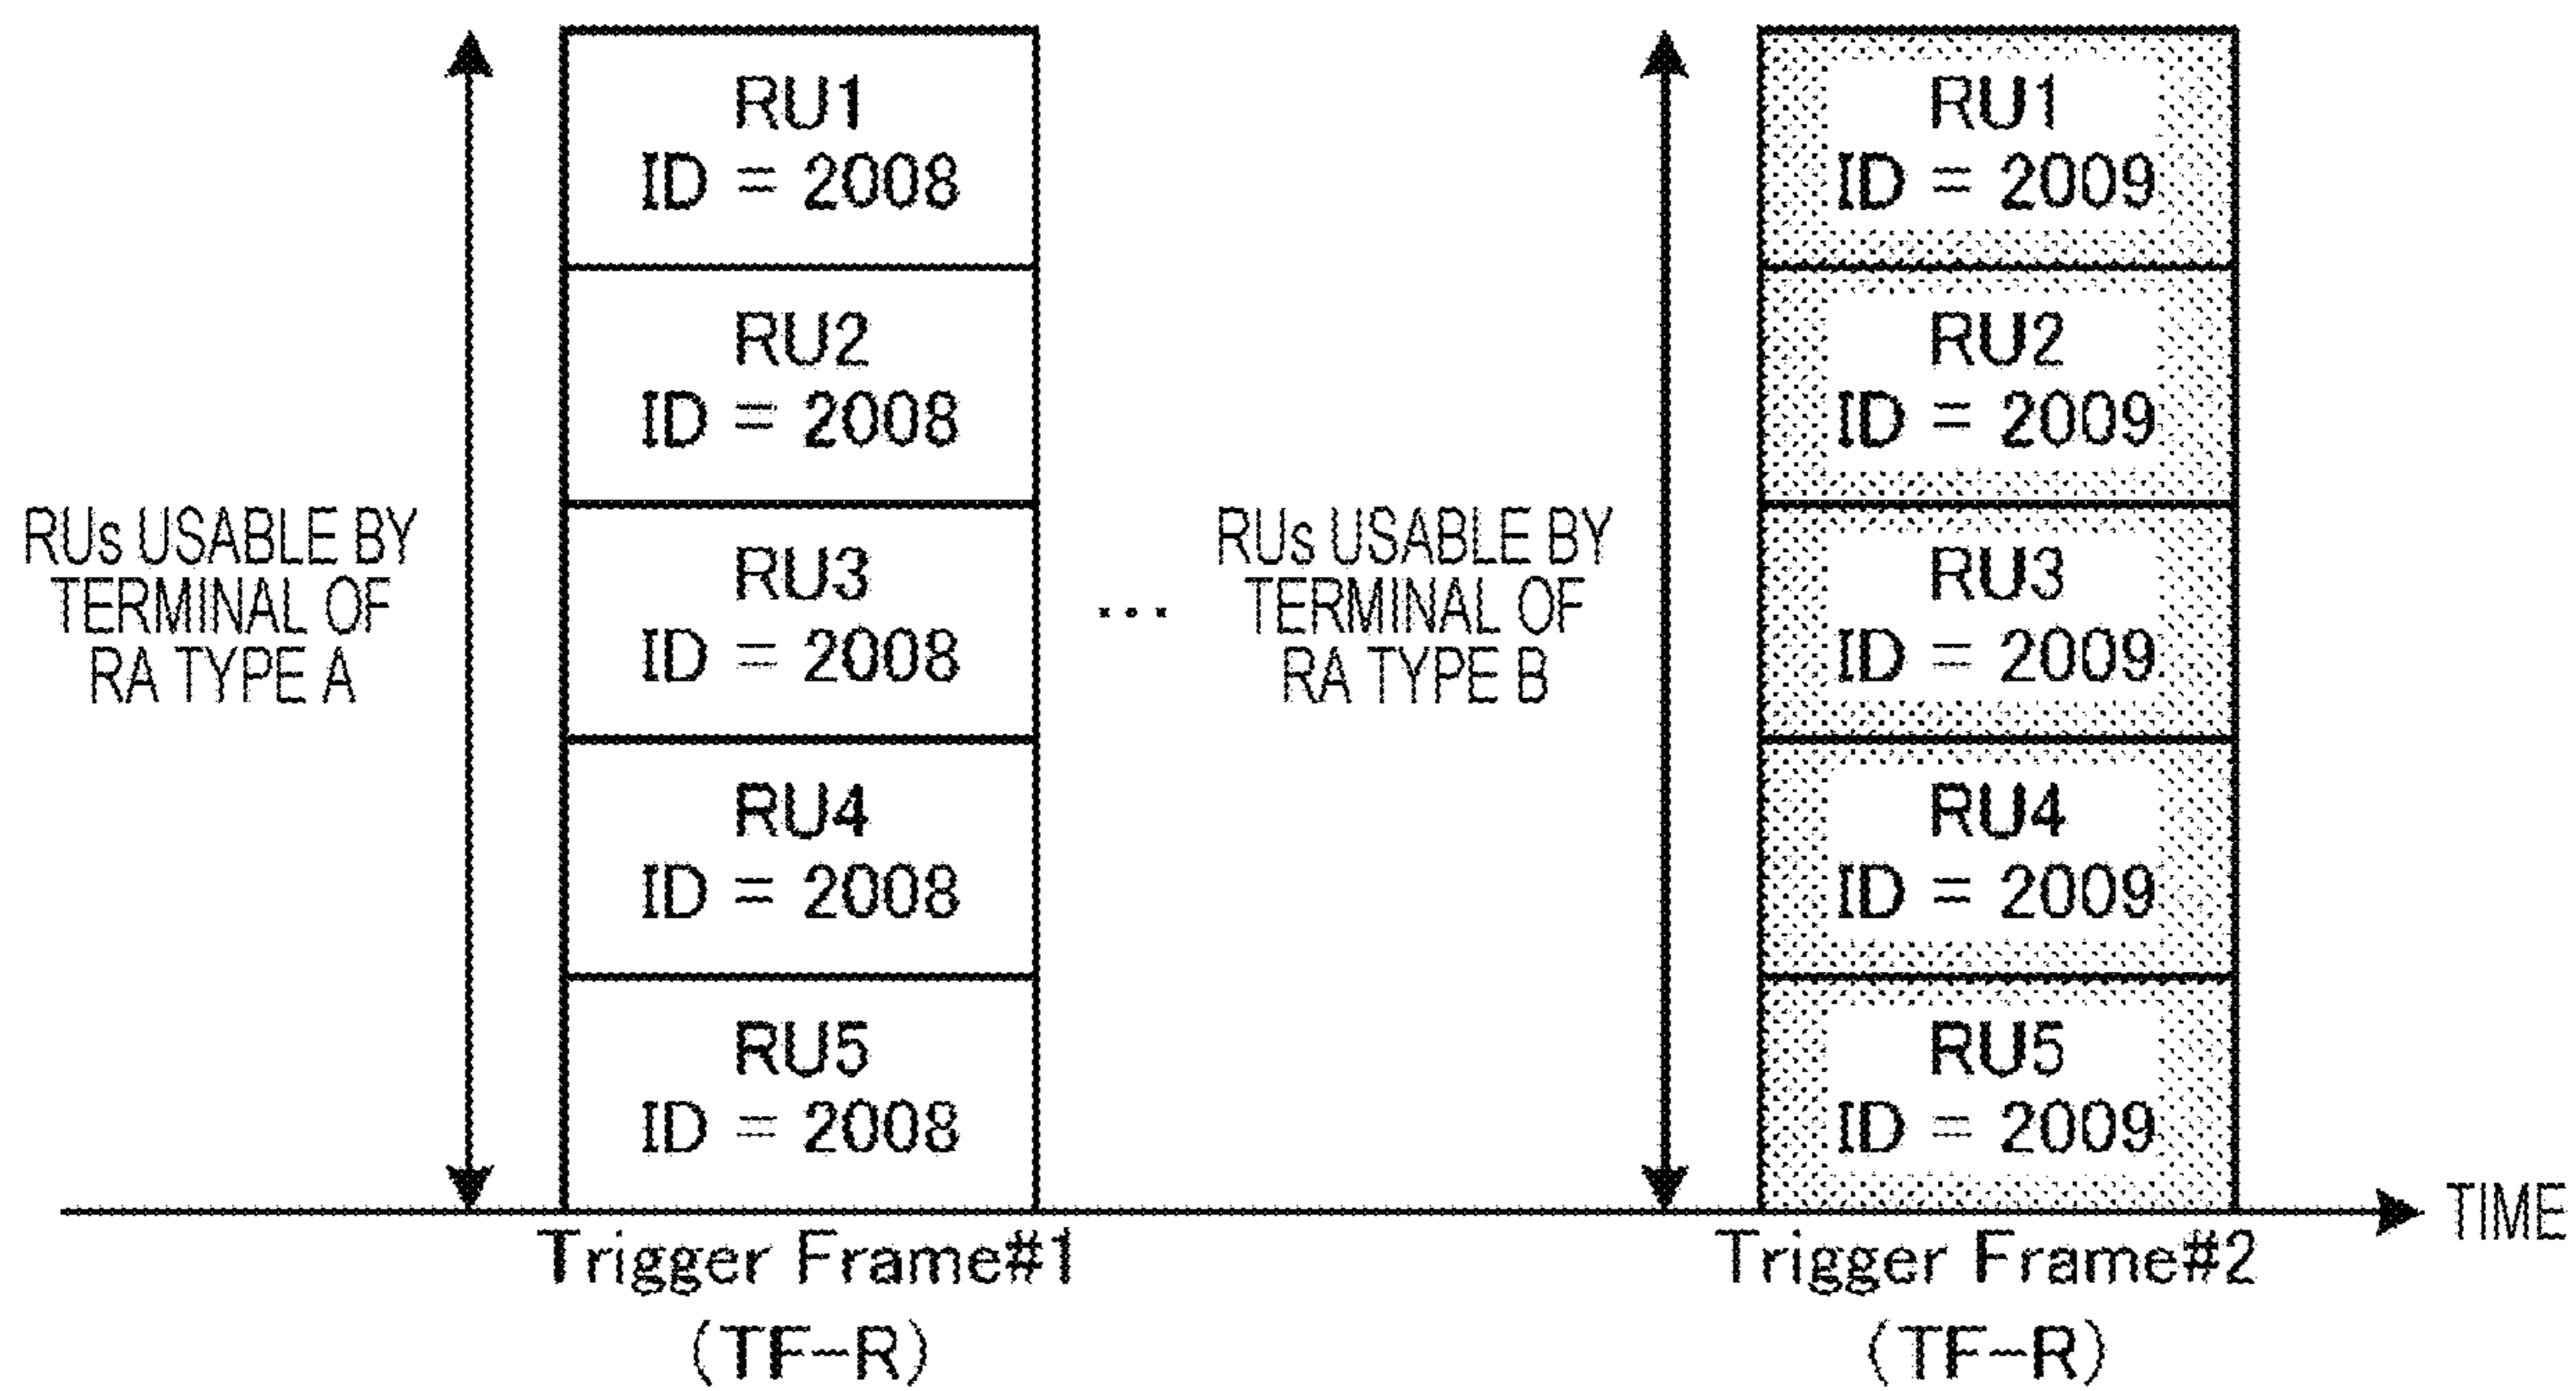 RUs USABLE BY
TERMINAL OF
RA TYPE A
RU1
ID = 2008
RU2
ID = 2008
RU3
ID = 2008
RU4
ID = 2008
RU5
ID = 2008
Trigger Frame#1
(TF-R)
...
RUs USABLE BY
TERMINAL OF
RA TYPE B
RU1
ID = 2009
RU2
ID = 2009
RU3
ID = 2009
RU4
ID = 2009
RU5
ID = 2009
Trigger Frame#2
(TF-R)
TIME